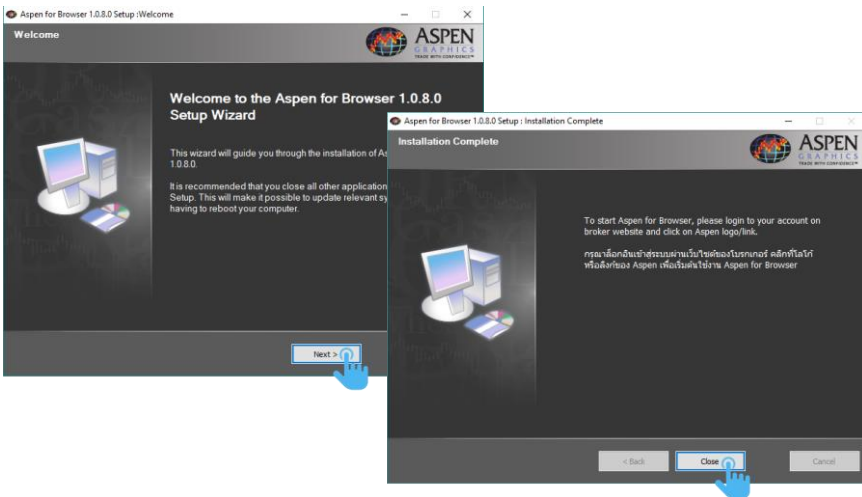 Aspen for Browser 1.0.8.0 Setup :Welcome
Welcome
ASPEN
GRAPHICS
TRADE WITH CONFIDENCE™
Welcome to the Aspen for Browser 1.0.8.0
Setup Wizard
This wizard will guide you through the installation of
1.0.8.0.
It is recommended that you close all other
Setup. This will make it possible to update relevant
having to reboot your computer.
Next >
Aspen for Browser 1.0.8.0 Setup : Installation Complete
Installation Complete
ASPEN
GRAPHICS
TRADE WITH CONFIDENCE™
To start Aspen for Browser, please login to your account on
broker website and click on Aspen logo/link.
กรุณาล็อกอินเข้าสู่ระบบผ่านเว็บไซต์ของโบรกเกอร์ คลิกที่โลโก้
หรือลิงก์ของ Aspen เพื่อเริ่มต้นใช้งาน Aspen for Browser
< Back
Close
Cancel